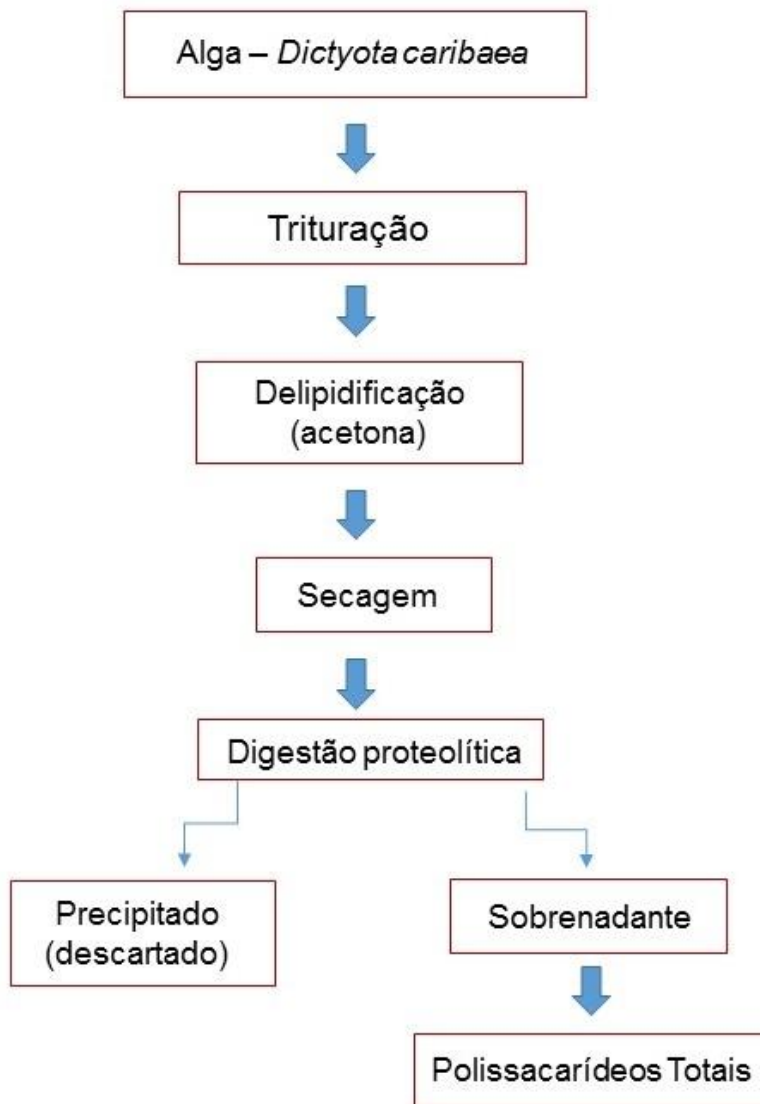 Alga – Dictyota caribaea
Trituração
Delipidificação
(acetona)
Secagem
Digestão proteolítica
Precipitado
(descartado)
Sobrenadante
Polissacarídeos Totais